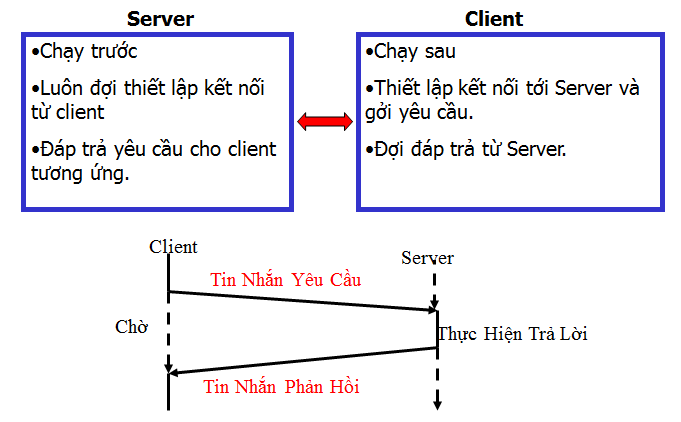 Server
•Chạy trước
•Luôn đợi thiết lập kết nối
từ client
•Đáp trả yêu cầu cho client
tương ứng.
Client
•Chạy sau
•Thiết lập kết nối tới Server và
gởi yêu cầu.
•Đợi đáp trả từ Server.
Client
Server
Tin Nhắn Yêu Cầu
Chờ
Thực Hiện Trả Lời
Tin Nhắn Phản Hồi